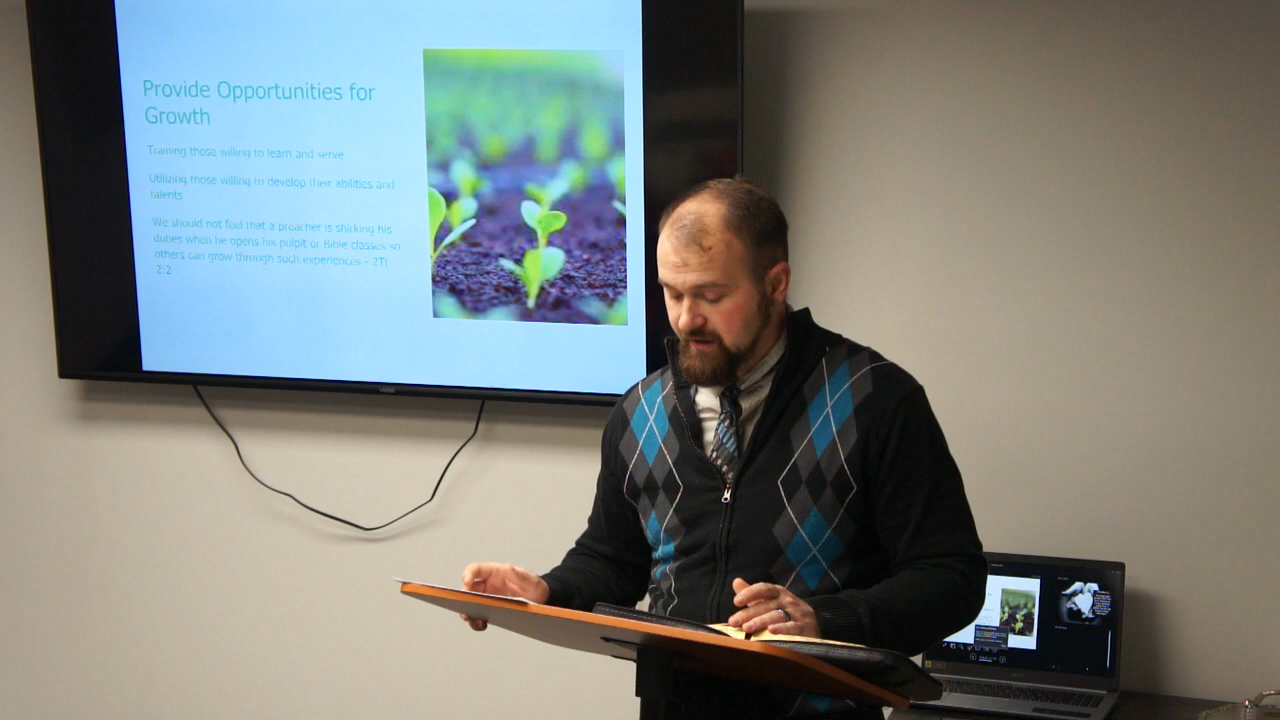 Provide Opportunities for
Growth
Training those willing to learn and serve
Utilizing those willing to develop their abilities and
talents
We should not feel that a preacher is shirking his
duties when he opens his pulpit or Bible classes so
others can grow through such experiences - 2TI
2:2